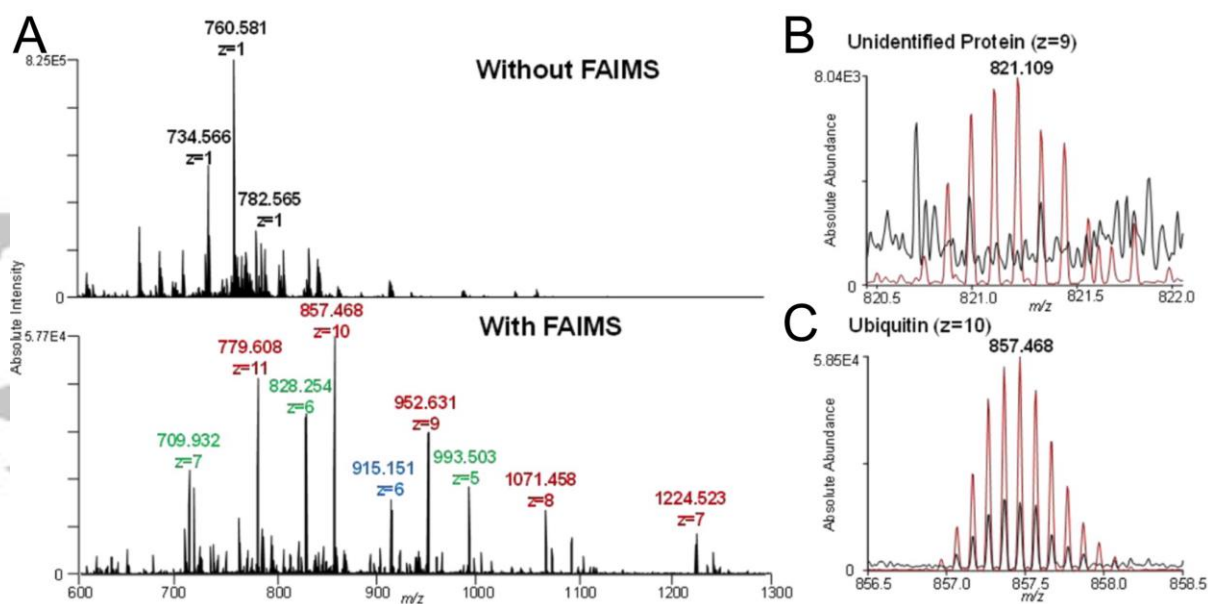 A
760.581
z=1
8.25E5
Without FAIMS
734.566
z=1
782.565
z=1
0
Absolute Intensity
857.468
z=10
With FAIMS
5.77E4
779.608
z=11
828.254
z=6
952.631
z=9
709.932
z=7
915.151
z=6
993.503
z=5
1071.458
z=8
1224.523
z=7
0
600 700 800 900 1000 1100 1200 1300
m/z
B
Unidentified Protein (z=9)
821.109
8.04E3
Absolute Abundance
0
820.5 821.0 821.5 822.0
m/z
C
Ubiquitin (z=10)
857.468
5.85E4
Absolute Abundance
0
856.5 857.0 857.5 858.0 858.5
m/z